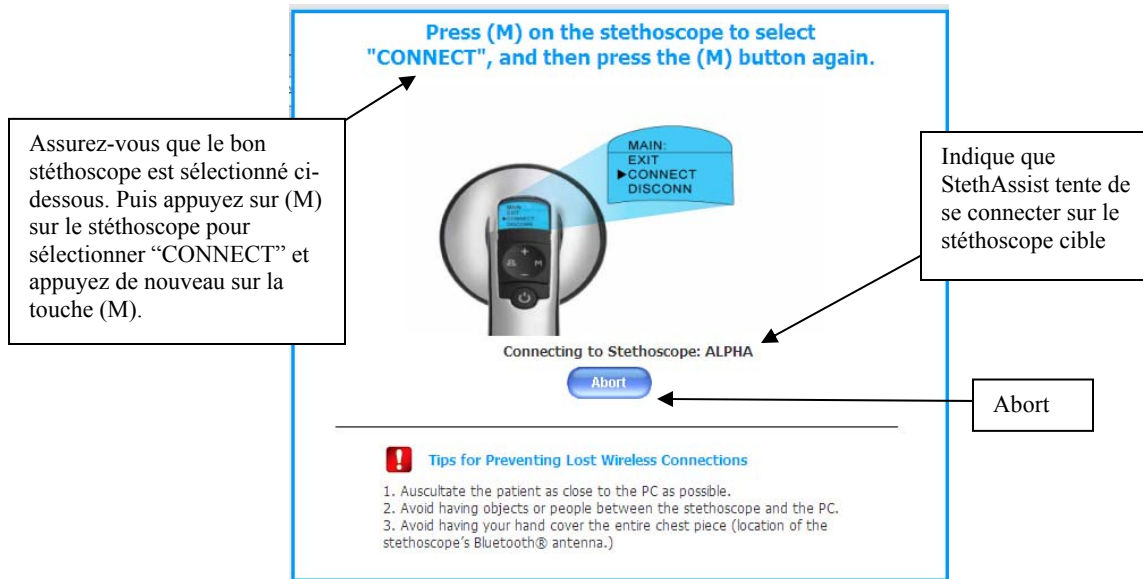 Press (M) on the stethoscope to select
"CONNECT", and then press the (M) button again.
Assurez-vous que le bon
stéthoscope est sélectionné ci-
dessous. Puis appuyez sur (M)
sur le stéthoscope pour
sélectionner “CONNECT” et
appuyez de nouveau sur la
touche (M).
MAIN:
EXIT
▶CONNECT
DISCONN
MAIN:
EXIT
▶CONNECT
DISCONN
+
M
−
Indique que
StethAssist tente de
se connecter sur le
stéthoscope cible
Connecting to Stethoscope: ALPHA
Abort
Abort
! Tips for Preventing Lost Wireless Connections
1. Auscultate the patient as close to the PC as possible.
2. Avoid having objects or people between the stethoscope and the PC.
3. Avoid having your hand cover the entire chest piece (location of the
stethoscope's Bluetooth® antenna.)